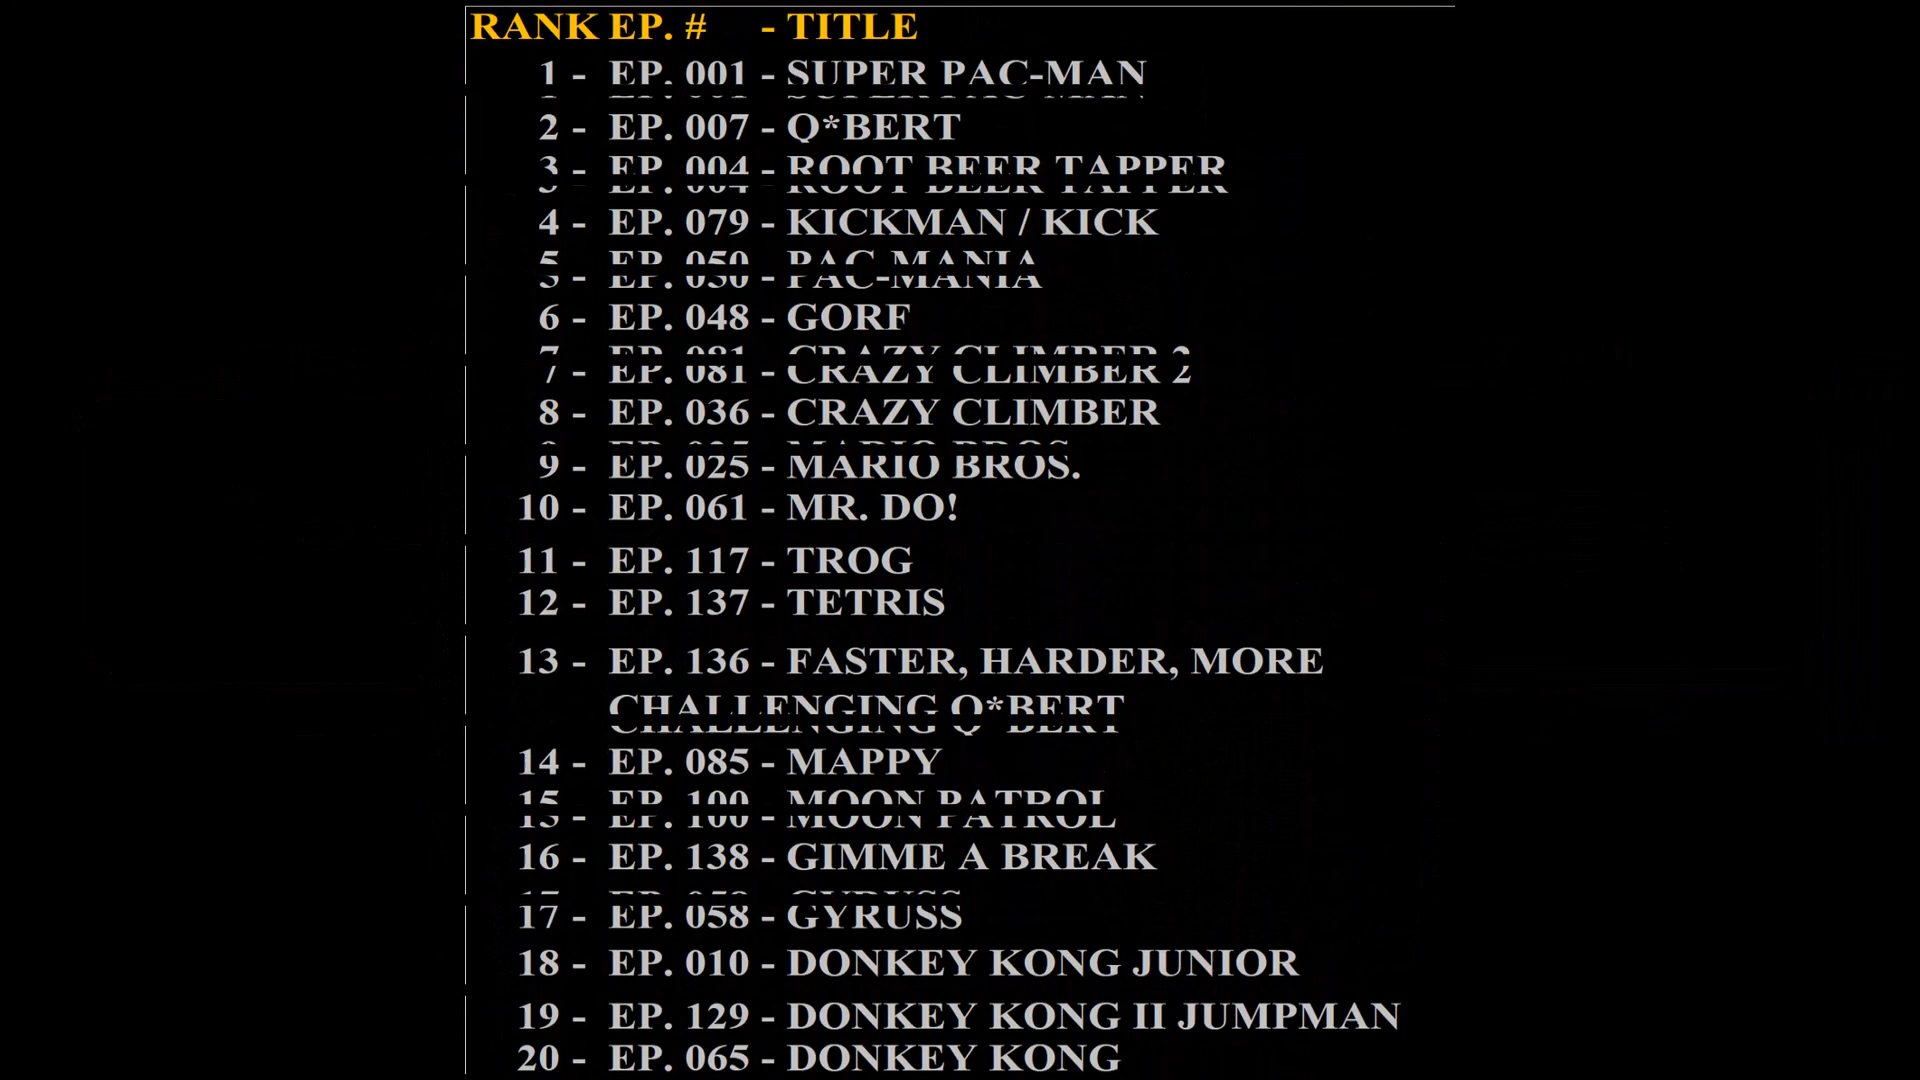 RANK EP. # - TITLE
1 - EP. 001 - SUPER PAC-MAN
2 - EP. 007 - Q*BERT
3 - EP. 004 - ROOT BEER TAPPER
4 - EP. 079 - KICKMAN / KICK
5 - EP. 050 - PAC-MANIA
6 - EP. 048 - GORF
7 - EP. 081 - CRAZY CLIMBER 2
8 - EP. 036 - CRAZY CLIMBER
9 - EP. 025 - MARIO BROS.
10 - EP. 061 - MR. DO!
11 - EP. 117 - TROG
12 - EP. 137 - TETRIS
13 - EP. 136 - FASTER, HARDER, MORE
CHALLENGING Q*BERT
14 - EP. 085 - MAPPY
15 - EP. 100 - MOON PATROL
16 - EP. 138 - GIMME A BREAK
17 - EP. 058 - GYRUSS
18 - EP. 010 - DONKEY KONG JUNIOR
19 - EP. 129 - DONKEY KONG II JUMPMAN
20 - EP. 065 - DONKEY KONG